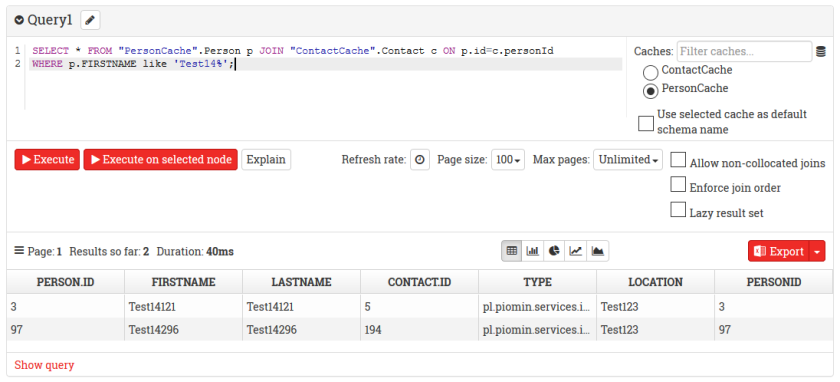 Query1
1 SELECT * FROM "PersonCache".Person p JOIN "ContactCache".Contact c ON p.id=c.personId
2 WHERE p.FIRSTNAME like 'Test14%';
Caches: Filter caches...
ContactCache
PersonCache
Use selected cache as default
schema name
Execute Execute on selected node Explain Refresh rate: Page size: 100 Max pages: Unlimited Allow non-collocated joins
Enforce join order
Lazy result set
Page: 1 Results so far: 2 Duration: 40ms Export
PERSON.ID FIRSTNAME LASTNAME CONTACT.ID TYPE LOCATION PERSONID
3 Test14121 Test14121 5 pl.piomin.services.i... Test123 3
97 Test14296 Test14296 194 pl.piomin.services.i... Test123 97
Show query